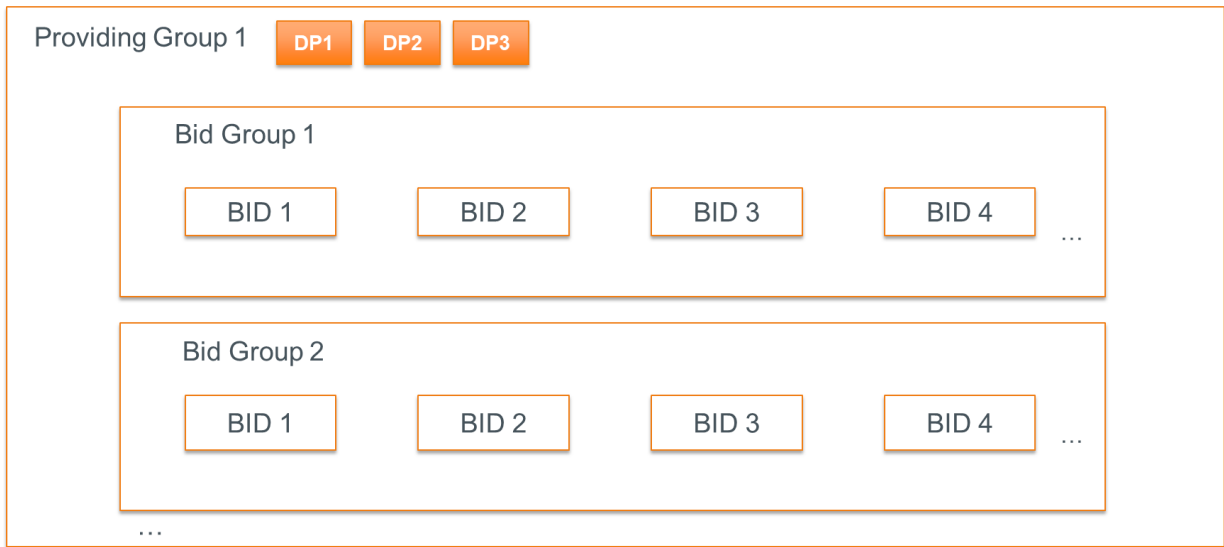 Providing Group 1 DP1 DP2 DP3
Bid Group 1
BID 1 BID 2 BID 3 BID 4 ...
Bid Group 2
BID 1 BID 2 BID 3 BID 4 ...
...